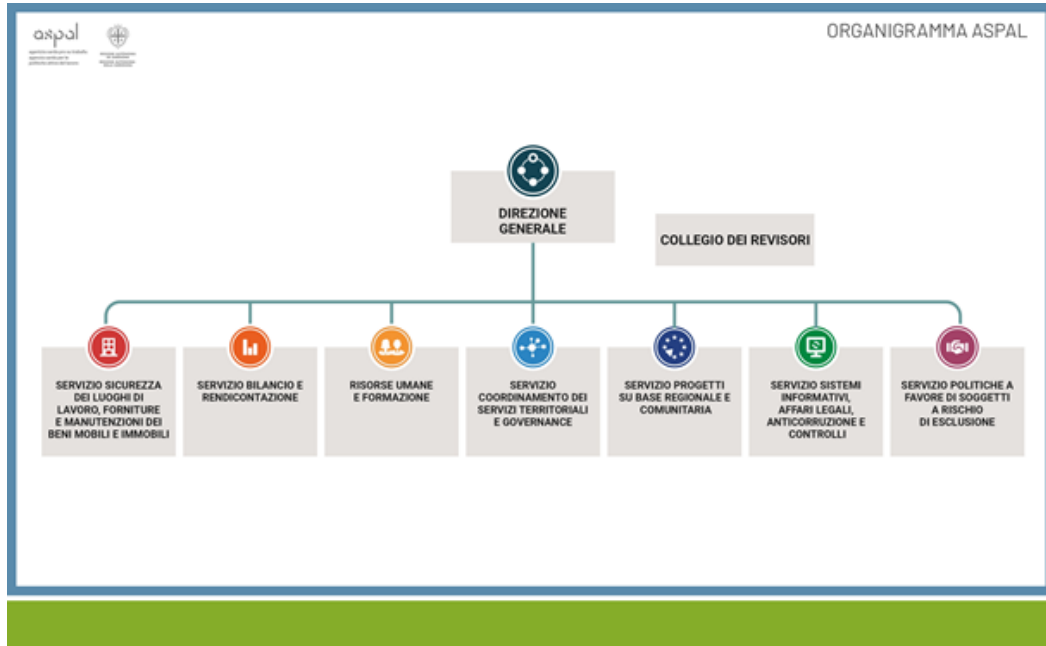 aspal
ORGANIGRAMMA ASPAL
DIREZIONE
GENERALE
COLLEGIO DEI REVISORI
SERVIZIO SICUREZZA
DEI LUOGHI DI
LAVORO, FORNITURE
E MANUTENZIONI DEI
BENI MOBILI E IMMOBILI
SERVIZIO BILANCIO E
RENDICONTAZIONE
RISORSE UMANE
E FORMAZIONE
SERVIZIO
COORDINAMENTO DEI
SERVIZI TERRITORIALI
E GOVERNANCE
SERVIZIO PROGETTI
SU BASE REGIONALE E
COMUNITARIA
SERVIZIO SISTEMI
INFORMATIVI,
AFFARI LEGALI,
ANTICORRUZIONE E
CONTROLLI
SERVIZIO POLITICHE A
FAVORE DI SOGGETTI
A RISCHIO
DI ESCLUSIONE